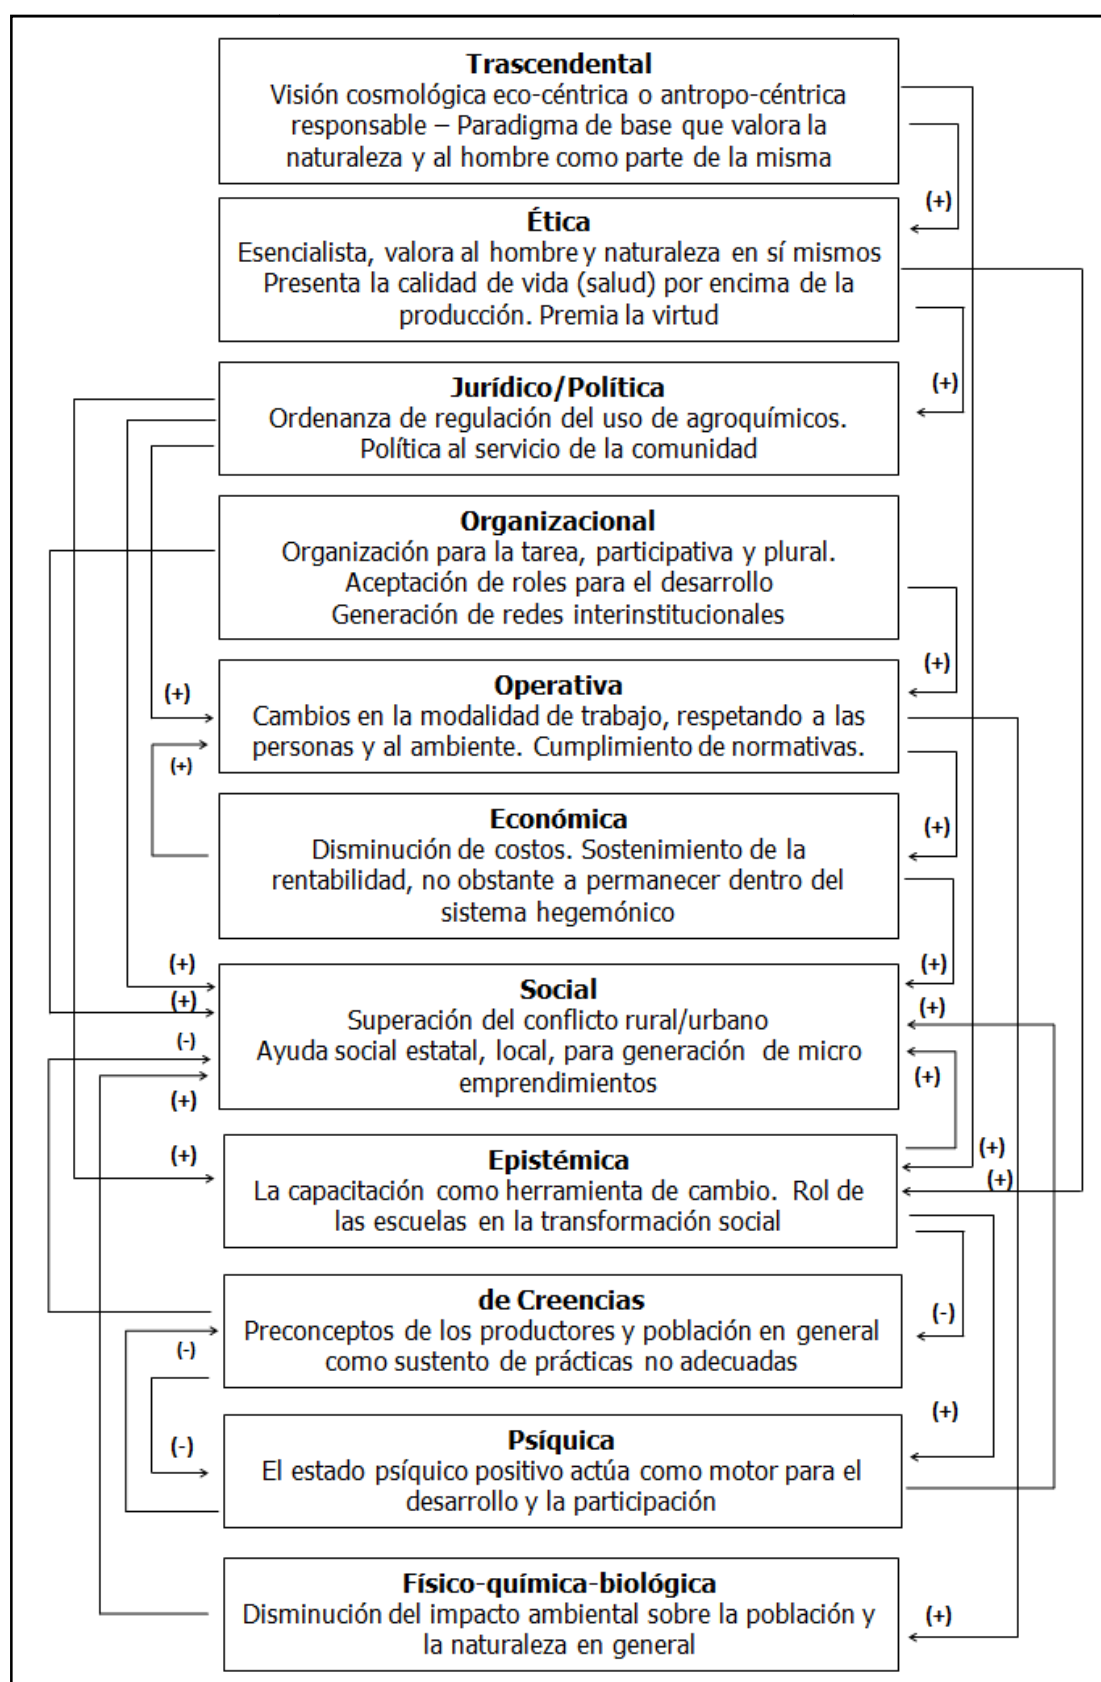 Trascendental
Visión cosmológica eco-céntrica o antropo-céntrica
responsable – Paradigma de base que valora la
naturaleza y al hombre como parte de la misma
(+)
Ética
Esencialista, valora al hombre y naturaleza en sí mismos
Presenta la calidad de vida (salud) por encima de la
producción. Premia la virtud
(+)
Jurídico/Política
Ordenanza de regulación del uso de agroquímicos.
Política al servicio de la comunidad
Organizacional
Organización para la tarea, participativa y plural.
Aceptación de roles para el desarrollo
Generación de redes interinstitucionales
(+)
Operativa
(+)
Cambios en la modalidad de trabajo, respetando a las
personas y al ambiente. Cumplimiento de normativas.
(+)
Económica
(+)
Disminución de costos. Sostenimiento de la
rentabilidad, no obstante a permanecer dentro del
sistema hegemónico
(+)
(+)
Social
(+)
(+)
Superación del conflicto rural/urbano
(-)
Ayuda social estatal, local, para generación de micro
emprendimientos
(+)
(+)
Epistémica
(+)
(+)
La capacitación como herramienta de cambio. Rol de
(+)
las escuelas en la transformación social
de Creencias
(-)
Preconceptos de los productores y población en general
como sustento de prácticas no adecuadas
(-)
(+)
Psíquica
(-)
El estado psíquico positivo actúa como motor para el
desarrollo y la participación
Físico-química-biológica
Disminución del impacto ambiental sobre la población y
(+)
la naturaleza en general